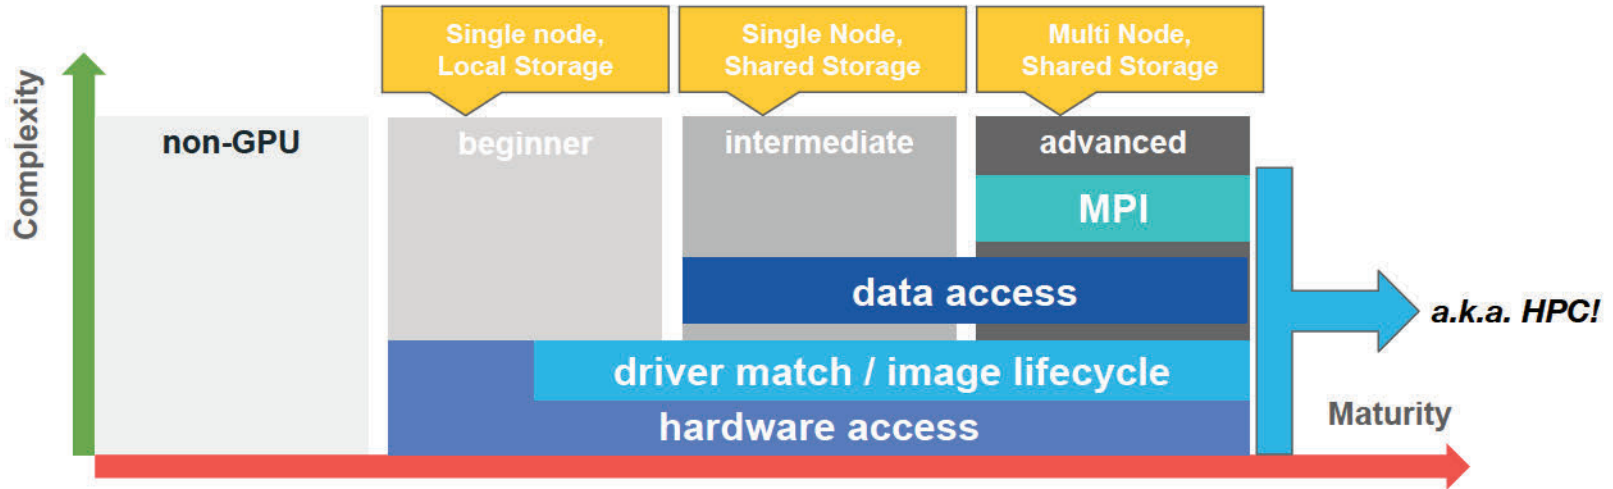 Single node,
Local Storage
Single Node,
Shared Storage
Multi Node,
Shared Storage
Complexity
non-GPU
beginner
intermediate
advanced
MPI
data access
a.k.a. HPC!
driver match / image lifecycle
hardware access
Maturity